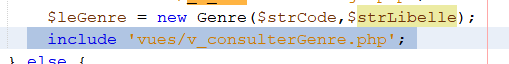 $leGenre = new Genre($strCode,$strLibelle);
include 'vues/v_consulterGenre.php';
} else {